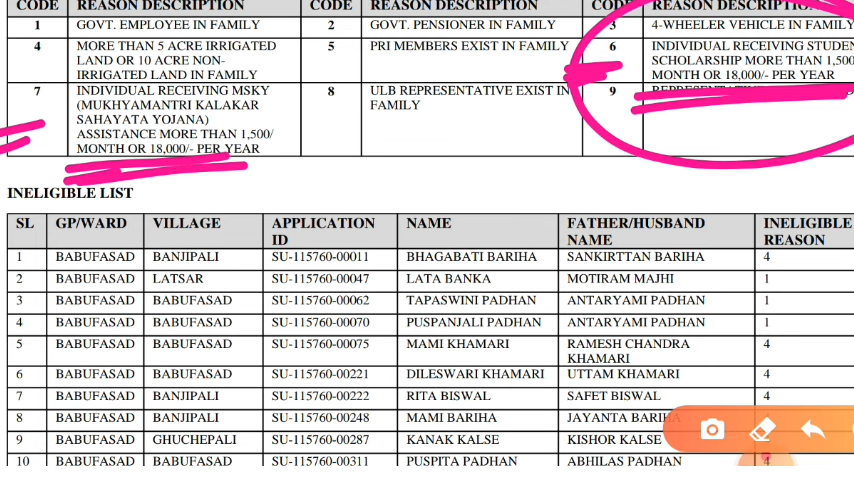 CODE REASON DESCRIPTION CODE REASON DESCRIPTION CODE REASON DESCRIPTION
1 GOVT. EMPLOYEE IN FAMILY 2 GOVT. PENSIONER IN FAMILY 3 4-WHEELER VEHICLE IN FAMILY
4 MORE THAN 5 ACRE IRRIGATED 5 PRI MEMBERS EXIST IN FAMILY 6 INDIVIDUAL RECEIVING STUDEN
LAND OR 10 ACRE NON- SCHOLARSHIP MORE THAN 1,500
IRRIGATED LAND IN FAMILY MONTH OR 18,000/- PER YEAR
7 INDIVIDUAL RECEIVING MSKY 8 ULB REPRESENTATIVE EXIST IN 9
(MUKHYAMANTRI KALAKAR FAMILY
SAHAYATA YOJANA)
ASSISTANCE MORE THAN 1,500/
MONTH OR 18,000/- PER YEAR
INELIGIBLE LIST
SL GP/WARD VILLAGE APPLICATION NAME FATHER/HUSBAND INELIGIBLE
ID NAME REASON
1 BABUFASAD BANJIPALI SU-115760-00011 BHAGABATI BARIHA SANKIRTTAN BARIHA 4
2 BABUFASAD LATSAR SU-115760-00047 LATA BANKA MOTIRAM MAJHI 1
3 BABUFASAD BABUFASAD SU-115760-00062 TAPASWINI PADHAN ANTARYAMI PADHAN 1
4 BABUFASAD BABUFASAD SU-115760-00070 PUSPANJALI PADHAN ANTARYAMI PADHAN 1
5 BABUFASAD BABUFASAD SU-115760-00075 MAMI KHAMARI RAMESH CHANDRA 4
KHAMARI
6 BABUFASAD BABUFASAD SU-115760-00221 DILESWARI KHAMARI UTTAM KHAMARI 4
7 BABUFASAD BANJIPALI SU-115760-00222 RITA BISWAL SAFET BISWAL 4
8 BABUFASAD BANJIPALI SU-115760-00248 MAMI BARIHA JAYANTA BARIHA
9 BABUFASAD GHUCHEPALI SU-115760-00287 KANAK KALSE KISHOR KALSE
10 BABUFASAD BABUFASAD SU-115760-00311 PUSPITA PADHAN ABHILAS PADHAN 4